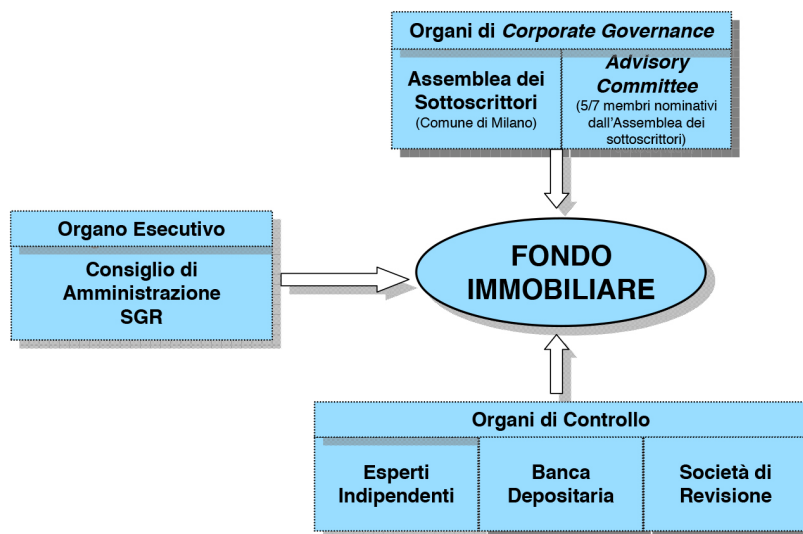 Organi di Corporate Governance
Assemblea dei
Sottoscrittori
(Comune di Milano)
Advisory
Committee
(5/7 membri nominativi
dall'Assemblea dei
sottoscrittori)
Organo Esecutivo
Consiglio di
Amministrazione
SGR
FONDO
IMMOBILIARE
Organi di Controllo
Esperti
Indipendenti
Banca
Depositaria
Società di
Revisione